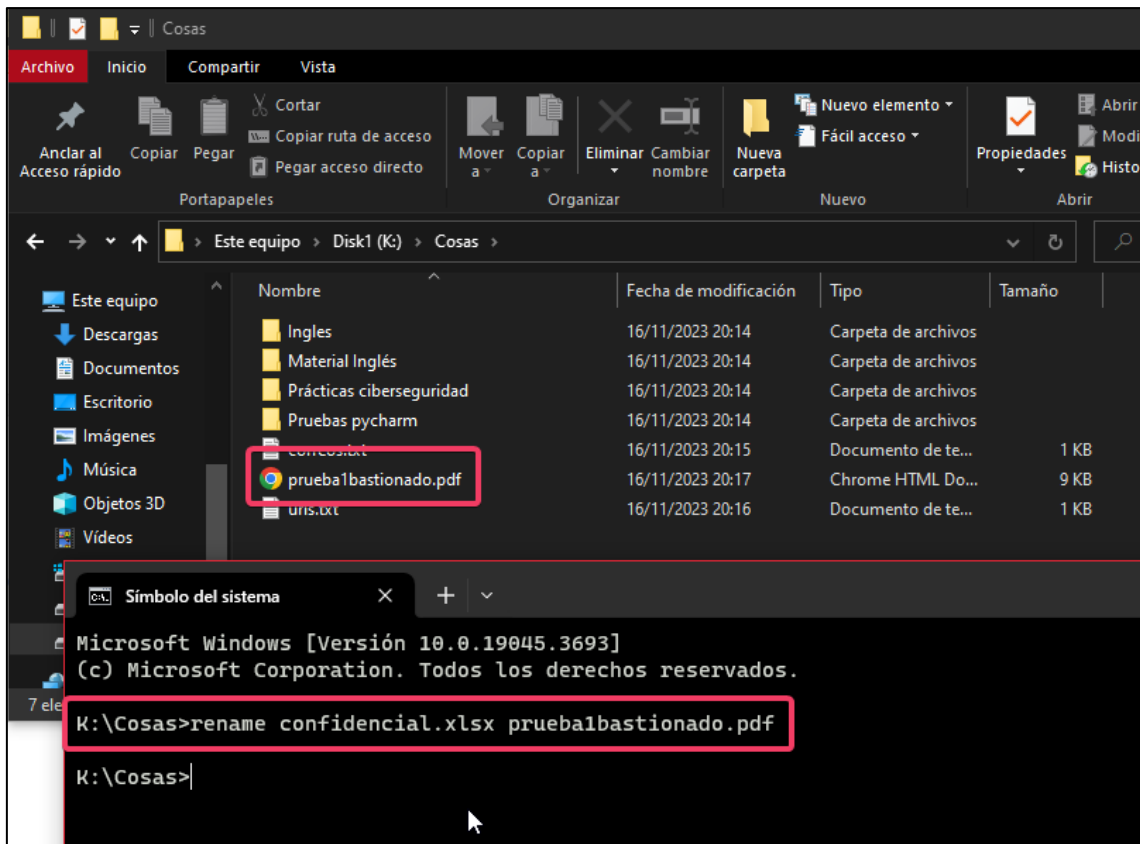 Cosas
Archivo Inicio Compartir Vista
Anclar al Acceso rápido
Copiar
Pegar
Cortar
Copiar ruta de acceso
Pegar acceso directo
Portapapeles
Mover a
Copiar a
Eliminar
Cambiar nombre
Organizar
Nueva carpeta
Nuevo elemento
Fácil acceso
Nuevo
Propiedades
Abrir
Modi
Histo
Abrir
Este equipo > Disk1 (K:) > Cosas >
Este equipo
Descargas
Documentos
Escritorio
Imágenes
Música
Objetos 3D
Vídeos
7 ele
Nombre Fecha de modificación Tipo Tamaño
Ingles 16/11/2023 20:14 Carpeta de archivos
Material Inglés 16/11/2023 20:14 Carpeta de archivos
Prácticas ciberseguridad 16/11/2023 20:14 Carpeta de archivos
Pruebas pycharm 16/11/2023 20:14 Carpeta de archivos
correos.txt 16/11/2023 20:15 Documento de te... 1 KB
prueba1bastionado.pdf 16/11/2023 20:17 Chrome HTML Do... 9 KB
16/11/2023 20:16 Documento de te... 1 KB
Símbolo del sistema
Microsoft Windows [Versión 10.0.19045.3693]
(c) Microsoft Corporation. Todos los derechos reservados.
K:\Cosas>rename confidencial.xlsx prueba1bastionado.pdf
K:\Cosas>